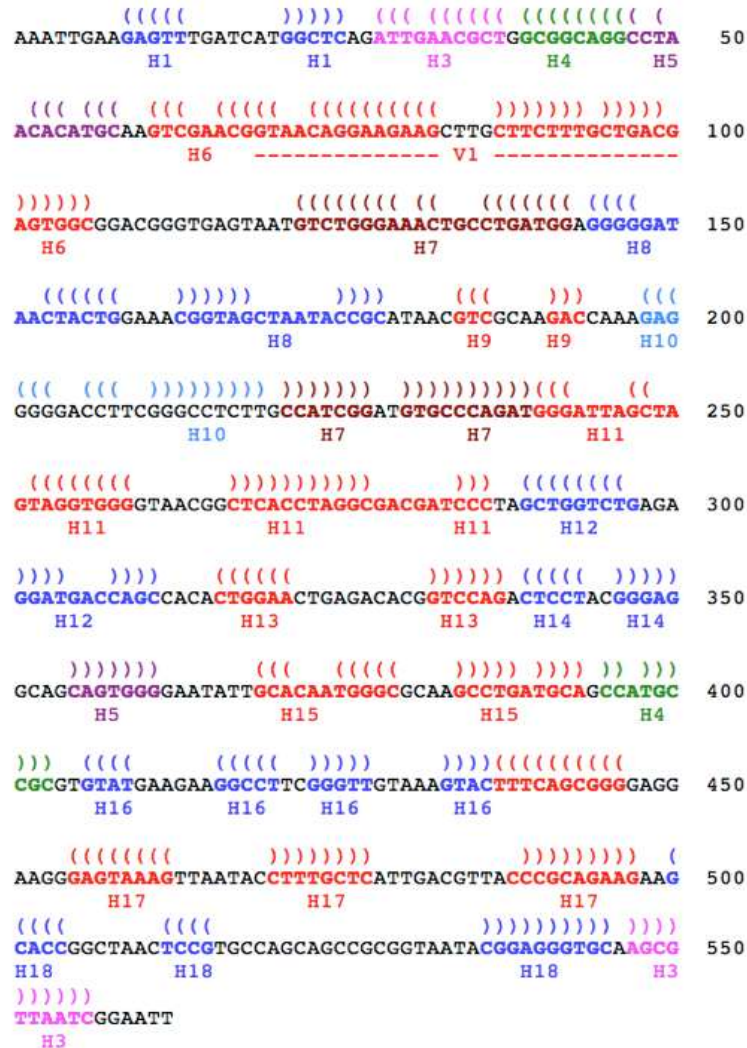 ((((( ))))) ((( (((((( (((((((((( (
AAATTGAAGAGTTTGATCATGGCTCAGATTGAACGCTGGCGGCAGGCCTA 50
H1 H1 H3 H4 H5
((( ((( (((( ((((( (((((((((( ))))))) )))))
ACACATGCAAGTCGAACGGTAACAGGAAGAAGCTTGCTTCTTTGCTGACG 100
H6 -------------- V1 --------------
)))))) ((((((((( (( ((((((( ((((
AGTGGCGGACGGGTGAGTAATGTCTGGGAAACTGCCTGATGGAGGGGGAT 150
H6 H7 H8
(((((( )))))) )))) ((( ))) (((
AACTACTGGAAACGGTAGCTAATACCGCATAACGTCGCAAGACCAAAGAG 200
H8 H9 H9 H10
((( ((( ))))))))) ))))))) )))))))))) ((( ((
GGGGACCTTCGGGCCTCTTGCCATCGGATGTGCCCAGATGGGATTAGCTA 250
H10 H7 H7 H11
(((((((( ))))))))))) ))) ((((((((
GTAGGTGGGGTAACGGCTCACCTAGGCGACGATCCCTAGCTGGTCTGAGA 300
H11 H11 H11 H12
)))) )))) (((((( )))))) ((((( )))))
GGATGACCAGCCACACTGGAACTGAGACACGGTCCAGACTCCTACGGGAG 350
H12 H13 H13 H14 H14
))))))) ((( ((((( ))))) )))) )) )))
GCAGCAGTGGGGAATATTGCACAATGGGCGCAAGCCTGATGCAGCCATGC 400
H5 H15 H15 H4
))) (((( ((((( ))))) )))) ((((((((((
CGCGTGTATGAAGAAGGCCTTCGGGTTGTAAAGTACTTTCAGCGGGGAGG 450
H16 H16 H16 H16
(((((((( )))))))) ))))))))) (
AAGGGAGTAAAGTTAATACCTTTGCTCATTGACGTTACCCGCAGAAGAAG 500
H17 H17 H17
(((( (((( )))))))))) ))))
CACCGGCTAACTCCGTGCCAGCAGCCGCGGTAATACGGAGGGTGCAAGCG 550
H18 H18 H18 H3
))))))
TTAATCGGAATT
H3